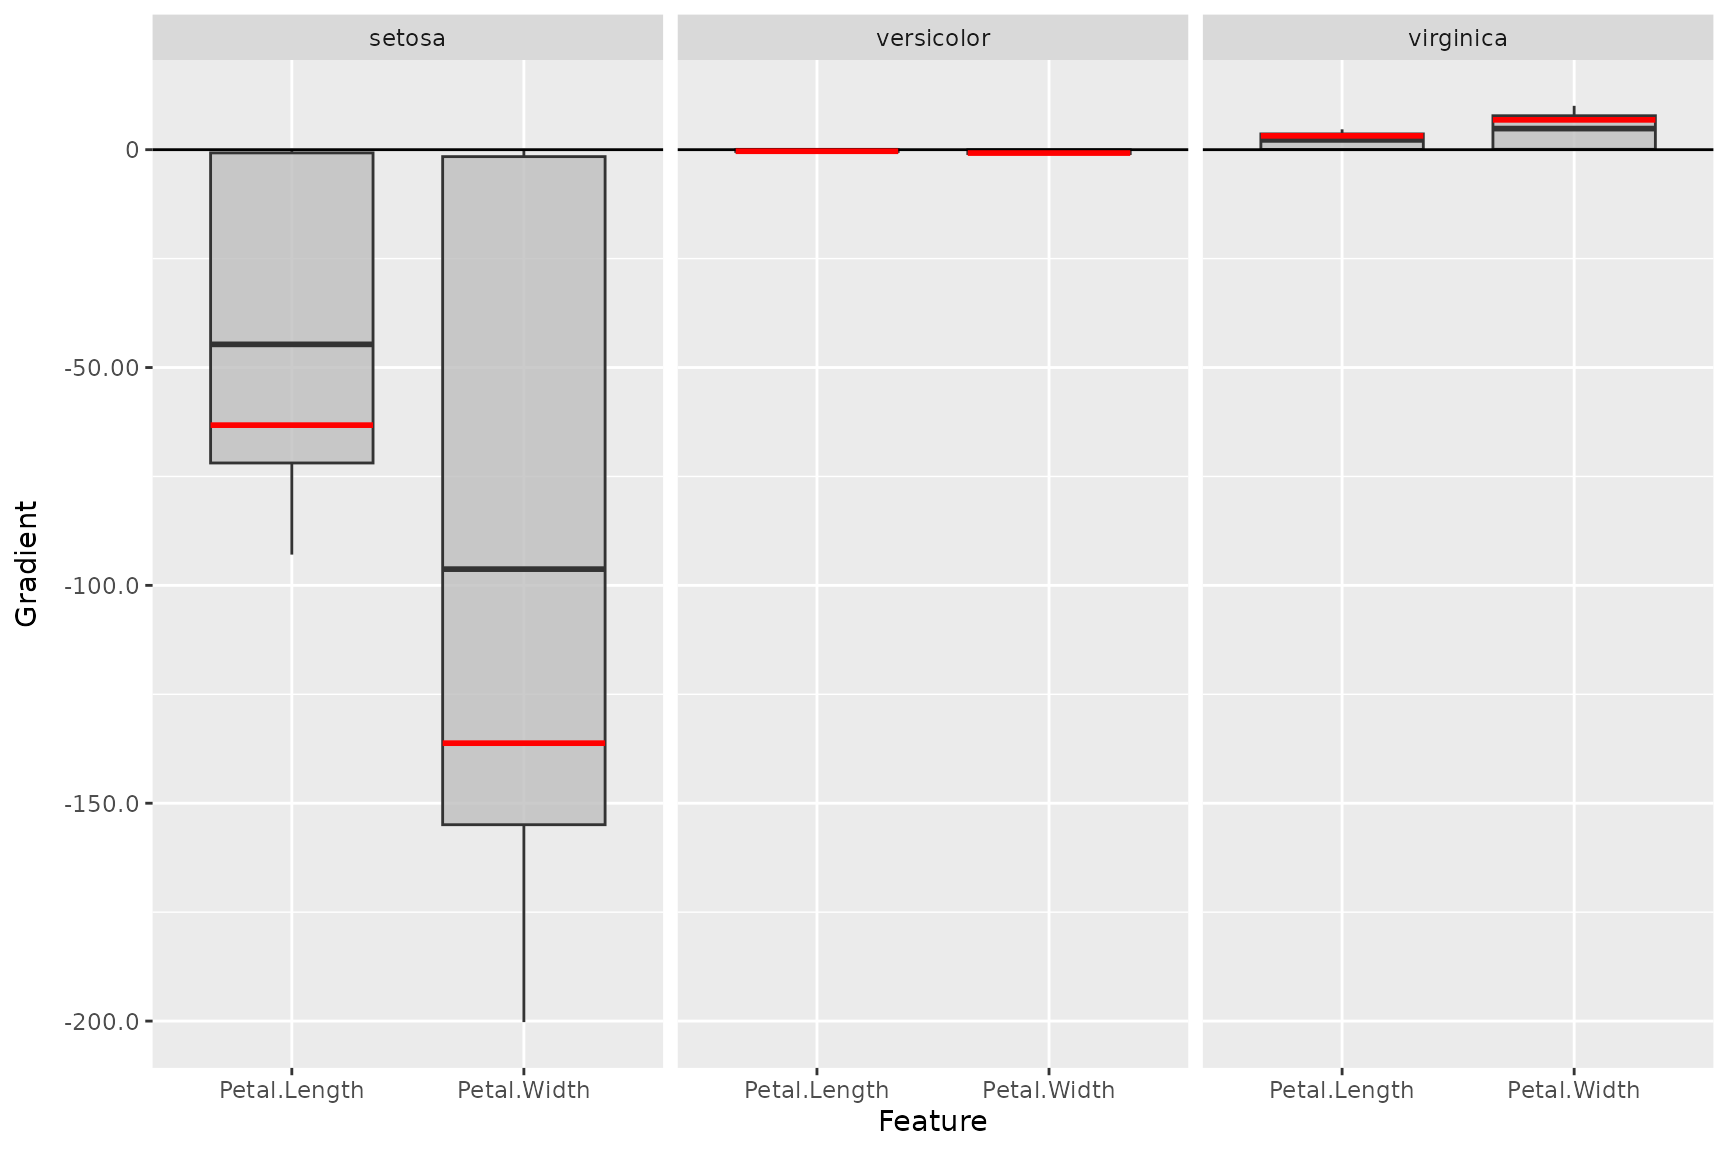 setosa versicolor virginica
0
-50.00
-100.0
-150.0
-200.0
Gradient
Petal.Length Petal.Width Petal.Length Petal.Width Petal.Length Petal.Width
Feature